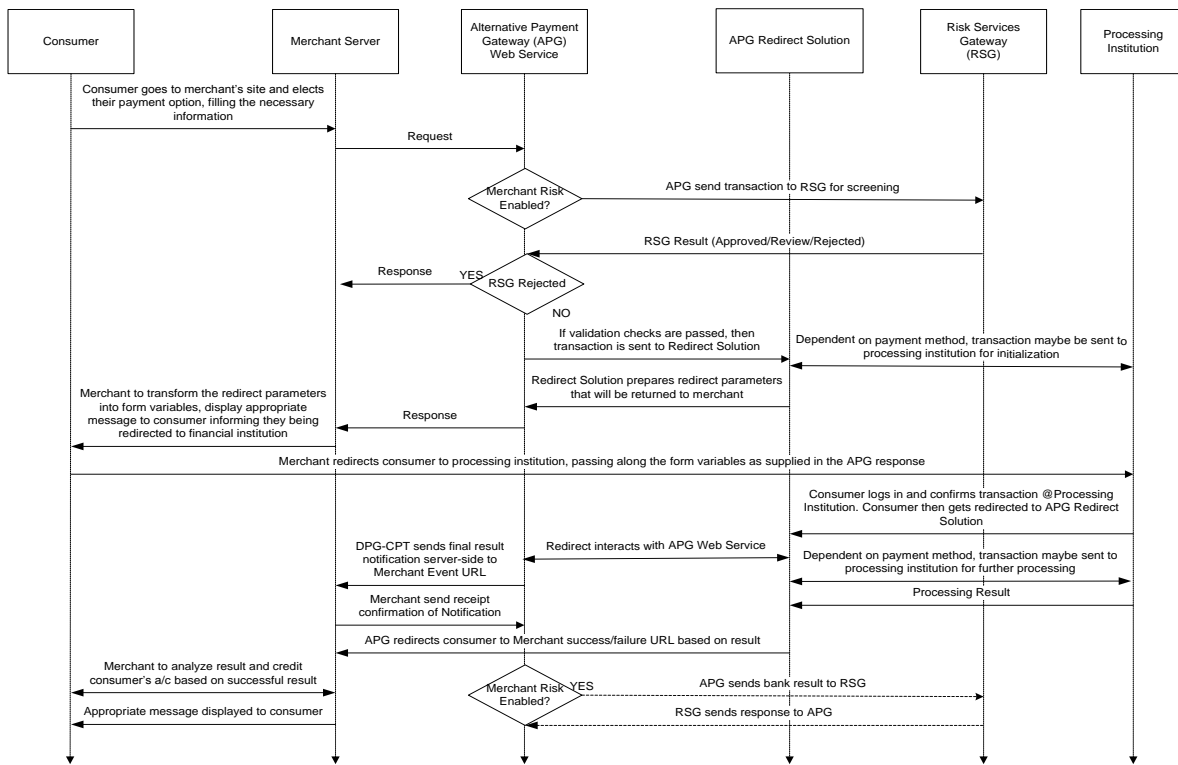 Consumer
Merchant Server
Alternative Payment
Gateway (APG)
Web Service
APG Redirect Solution
Risk Services
Gateway
(RSG)
Processing
Institution
Consumer goes to merchant's site and elects
their payment option, filling the necessary
information
Request
Merchant Risk
Enabled?
APG send transaction to RSG for screening
RSG Result (Approved/Review/Rejected)
Response
YES
RSG Rejected
NO
If validation checks are passed, then
transaction is sent to Redirect Solution
Dependent on payment method, transaction maybe be sent to
processing institution for initialization
Merchant to transform the redirect parameters
into form variables, display appropriate
message to consumer informing they being
redirected to financial institution
Redirect Solution prepares redirect parameters
that will be returned to merchant
Response
Merchant redirects consumer to processing institution, passing along the form variables as supplied in the APG response
Consumer logs in and confirms transaction @Processing
Institution. Consumer then gets redirected to APG Redirect
Solution
DPG-CPT sends final result
notification server-side to
Merchant Event URL
Redirect interacts with APG Web Service
Dependent on payment method, transaction maybe be sent to
processing institution for further processing
Merchant send receipt
confirmation of Notification
Processing Result
APG redirects consumer to Merchant success/failure URL based on result
Merchant to analyze result and credit
consumer's a/c based on successful result
Merchant Risk
Enabled?
YES
APG sends bank result to RSG
Appropriate message displayed to consumer
RSG sends response to APG